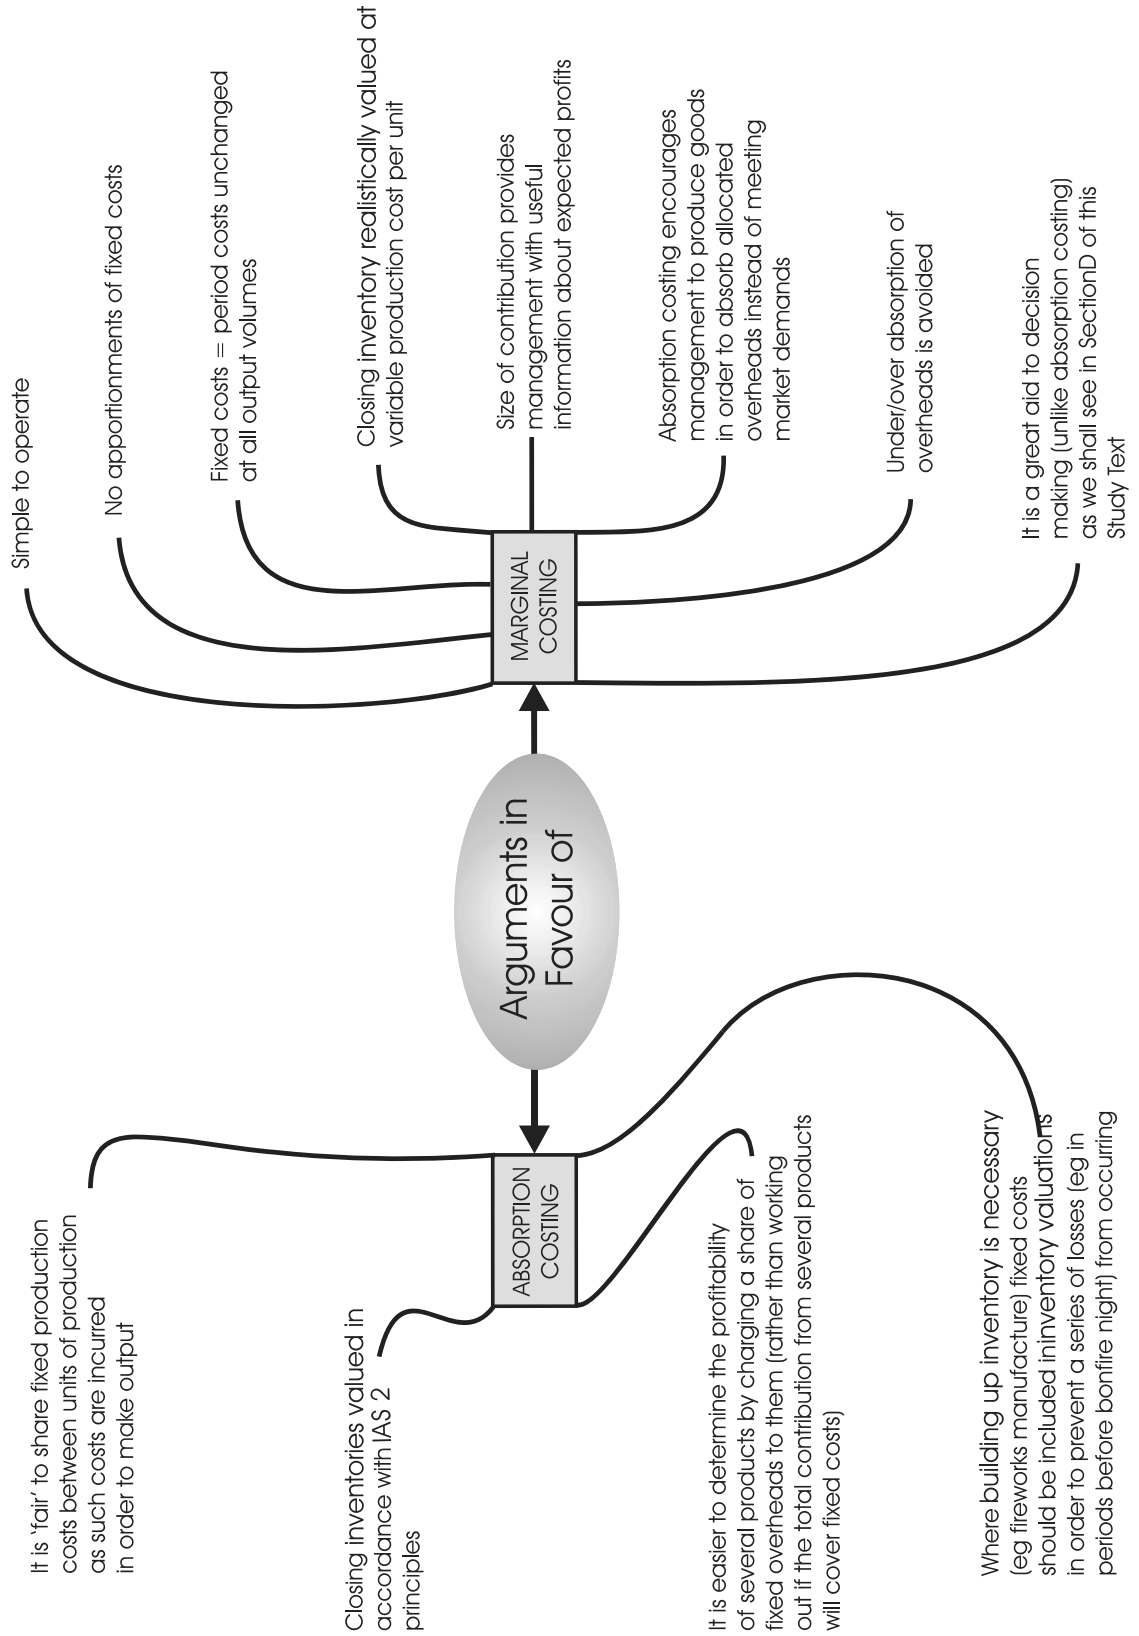 Arguments in
Favour of
ABSORPTION
COSTING
It is 'fair' to share fixed production
costs between units of production
as such costs are incurred
in order to make output
Closing inventories valued in
accordance with IAS 2
principles
It is easier to determine the profitability
of several products by charging a share of
fixed overheads to them (rather than working
out if the total contribution from several products
will cover fixed costs)
Where building up inventory is necessary
(eg fireworks manufacture) fixed costs
should be included ininventory valuations
in order to prevent a series of losses (eg in
periods before bonfire night) from occurring
MARGINAL
COSTING
Simple to operate
No apportionments of fixed costs
Fixed costs = period costs unchanged
at all output volumes
Closing inventory realistically valued at
variable production cost per unit
Size of contribution provides
management with useful
information about expected profits
Absorption costing encourages
management to produce goods
in order to absorb allocated
overheads instead of meeting
market demands
Under/over absorption of
overheads is avoided
It is a great aid to decision
making (unlike absorption costing)
as we shall see in SectionD of this
Study Text